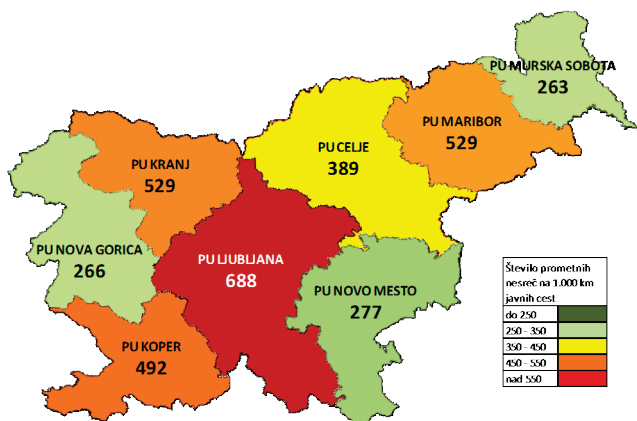 PU MURSKA SOBOTA
263
PU MARIBOR
529
PU CELJE
389
PU KRANJ
529
PU NOVA GORICA
266
PU LJUBLJANA
688
PU NOVO MESTO
277
PU KOPER
492
Število prometnih
nesreč na 1.000 km
javnih cest
do 250
250 - 350
350 - 450
450 - 550
nad 550